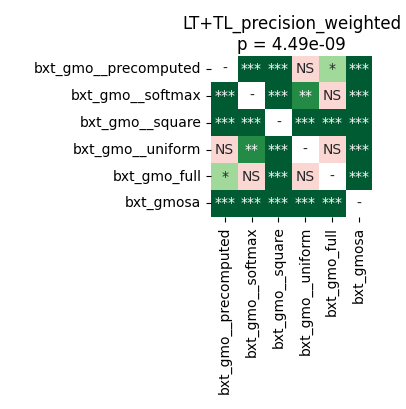 LT+TL_precision_weighted
p = 4.49e-09
bxt_gmo__precomputed - *** *** NS * ***
bxt_gmo__softmax *** - *** ** NS ***
bxt_gmo__square *** *** - *** *** ***
bxt_gmo__uniform NS ** *** - NS ***
bxt_gmo_full * NS *** NS - ***
bxt_gmosa *** *** *** *** *** -
bxt_gmo__precomputed
bxt_gmo__softmax
bxt_gmo__square
bxt_gmo__uniform
bxt_gmo_full
bxt_gmosa